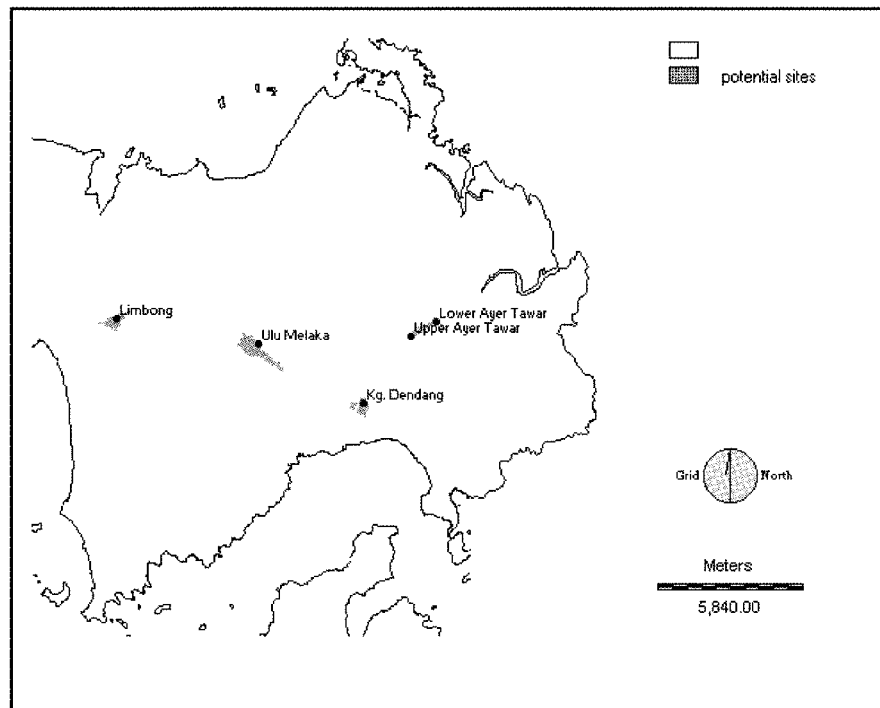 potential sites
Limbong
Lower Ayer Tawar
Upper Ayer Tawar
Ulu Melaka
Kg. Dendang
Grid North
Meters
5,840.00